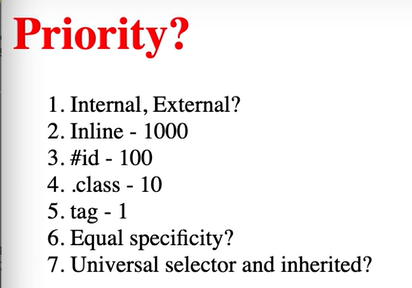 Priority?
1. Internal, External?
2. Inline - 1000
3. #id - 100
4. .class - 10
5. tag - 1
6. Equal specificity?
7. Universal selector and inherited?